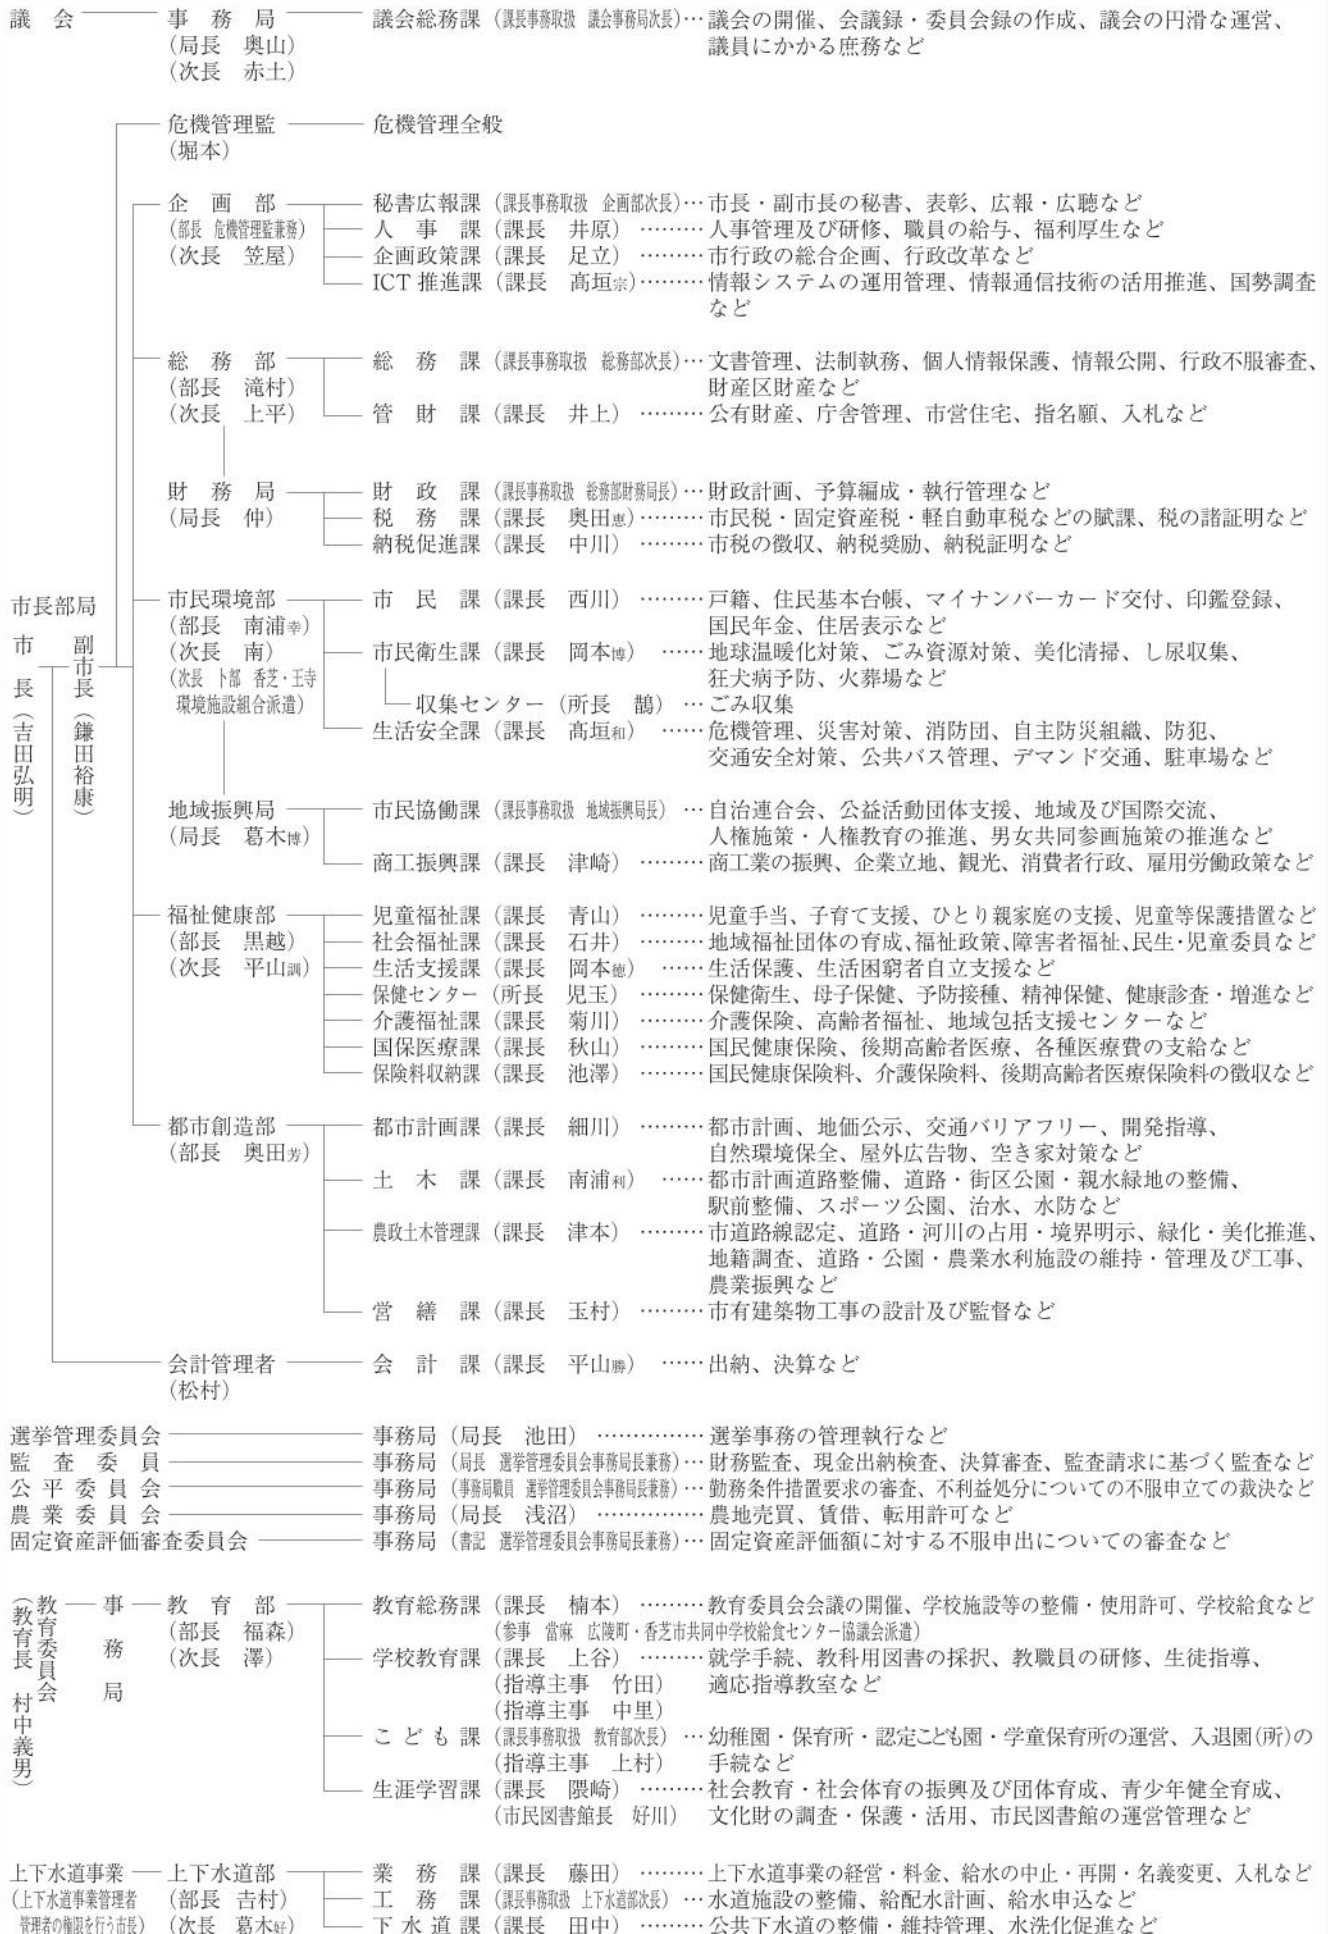 議　会　事　務　局　議会総務課（課長事務取扱　議会事務局次長）…議会の開催、会議録・委員会録の作成、議会の円滑な運営、
（局長　奥山）　議員にかかる庶務など
（次長　赤土）
危機管理監　危機管理全般
（堀本）
企　画　部　秘書広報課（課長事務取扱　企画部次長）…市長・副市長の秘書、表彰、広報・広聴など
（部長　危機管理監兼務）　人　事　課（課長　井原）………人事管理及び研修、職員の給与、福利厚生など
（次長　笠屋）　企画政策課（課長　足立）………市行政の総合企画、行政改革など
ICT 推進課（課長　髙垣宗）………情報システムの運用管理、情報通信技術の活用推進、国勢調査
など
総　務　部　総　務　課（課長事務取扱　総務部次長）…文書管理、法制執務、個人情報保護、情報公開、行政不服審査、
（部長　滝村）　財産区財産など
（次長　上平）　管　財　課（課長　井上）………公有財産、庁舎管理、市営住宅、指名願、入札など
財　務　局　財　政　課（課長事務取扱　総務部財務局長）…財政計画、予算編成・執行管理など
（局長　仲）　税　務　課（課長　奥田恵）………市民税・固定資産税・軽自動車税などの賦課、税の諸証明など
納税促進課（課長　中川）………市税の徴収、納税奨励、納税証明など
市長部局
市　長（吉田弘明）
副市長（鎌田裕康）
市民環境部　市　民　課（課長　西川）………戸籍、住民基本台帳、マイナンバーカード交付、印鑑登録、
（部長　南浦幸）　国民年金、住居表示など
（次長　南）　市民衛生課（課長　岡本博）……地球温暖化対策、ごみ資源対策、美化清掃、し尿収集、
（次長　卜部　香芝・王寺　狂犬病予防、火葬場など
環境施設組合派遣）　収集センター（所長　鵲）…ごみ収集
生活安全課（課長　髙垣和）……危機管理、災害対策、消防団、自主防災組織、防犯、
交通安全対策、公共バス管理、デマンド交通、駐車場など
地域振興局　市民協働課（課長事務取扱　地域振興局長）…自治連合会、公益活動団体支援、地域及び国際交流、
（局長　葛木博）　人権施策・人権教育の推進、男女共同参画施策の推進など
商工振興課（課長　津崎）………商工業の振興、企業立地、観光、消費者行政、雇用労働政策など
福祉健康部　児童福祉課（課長　青山）………児童手当、子育て支援、ひとり親家庭の支援、児童等保護措置など
（部長　黒越）　社会福祉課（課長　石井）………地域福祉団体の育成、福祉政策、障害者福祉、民生・児童委員など
（次長　平山訓）　生活支援課（課長　岡本徳）……生活保護、生活困窮者自立支援など
保健センター（所長　児玉）………保健衛生、母子保健、予防接種、精神保健、健康診査・増進など
介護福祉課（課長　菊川）………介護保険、高齢者福祉、地域包括支援センターなど
国保医療課（課長　秋山）………国民健康保険、後期高齢者医療、各種医療費の支給など
保険料収納課（課長　池澤）………国民健康保険料、介護保険料、後期高齢者医療保険料の徴収など
都市創造部　都市計画課（課長　細川）………都市計画、地価公示、交通バリアフリー、開発指導、
（部長　奥田芳）　自然環境保全、屋外広告物、空き家対策など
土　木　課（課長　南浦利）……都市計画道路整備、道路・街区公園・親水緑地の整備、
駅前整備、スポーツ公園、治水、水防など
農政土木管理課（課長　津本）………市道路線認定、道路・河川の占用・境界明示、緑化・美化推進、
地籍調査、道路・公園・農業水利施設の維持・管理及び工事、
農業振興など
営　繕　課（課長　玉村）………市有建築物工事の設計及び監督など
会計管理者　会　計　課（課長　平山勝）……出納、決算など
（松村）
選挙管理委員会　事務局（局長　池田）……………選挙事務の管理執行など
監　査　委　員　事務局（局長　選挙管理委員会事務局長兼務）…財務監査、現金出納検査、決算審査、監査請求に基づく監査など
公　平　委　員　会　事務局（事務局職員　選挙管理委員会事務局長兼務）…勤務条件措置要求の審査、不利益処分についての不服申立ての裁決など
農　業　委　員　会　事務局（局長　浅沼）……………農地売買、賃借、転用許可など
固定資産評価審査委員会　事務局（書記　選挙管理委員会事務局長兼務）…固定資産評価額に対する不服申出についての審査など
教育委員会
（教育長　村中義男）
事　務　局
教　育　部　教育総務課（課長　楠本）………教育委員会会議の開催、学校施設等の整備・使用許可、学校給食など
（部長　福森）　（参事　當麻　広陵町・香芝市共同中学校給食センター協議会派遣）
（次長　澤）　学校教育課（課長　上谷）………就学手続、教科用図書の採択、教職員の研修、生徒指導、
（指導主事　竹田）　適応指導教室など
（指導主事　中里）
こ　ど　も　課（課長事務取扱　教育部次長）…幼稚園・保育所・認定こども園・学童保育所の運営、入退園（所）の
（指導主事　上村）　手続など
生涯学習課（課長　隈崎）………社会教育・社会体育の振興及び団体育成、青少年健全育成、
（市民図書館長　好川）　文化財の調査・保護・活用、市民図書館の運営管理など
上下水道事業　上下水道部　業　務　課（課長　藤田）………上下水道事業の経営・料金、給水の中止・再開・名義変更、入札など
（上下水道事業管理者　（部長　吉村）　工　務　課（課長事務取扱　上下水道部次長）…水道施設の整備、給配水計画、給水申込など
管理者の権限を行う市長）　（次長　葛木好）　下　水　道　課（課長　田中）………公共下水道の整備・維持管理、水洗化促進など